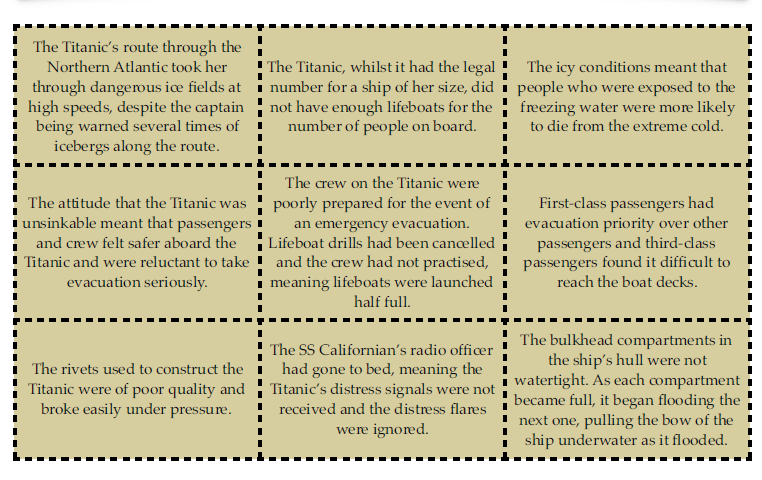 The Titanic's route through the
Northern Atlantic took her
through dangerous ice fields at
high speeds, despite the captain
being warned several times of
icebergs along the route.
The Titanic, whilst it had the legal
number for a ship of her size, did
not have enough lifeboats for the
number of people on board.
The icy conditions meant that
people who were exposed to the
freezing water were more likely
to die from the extreme cold.
The attitude that the Titanic was
unsinkable meant that passengers
and crew felt safer aboard the
Titanic and were reluctant to take
evacuation seriously.
The crew on the Titanic were
poorly prepared for the event of
an emergency evacuation.
Lifeboat drills had been cancelled
and the crew had not practised,
meaning lifeboats were launched
half full.
First-class passengers had
evacuation priority over other
passengers and third-class
passengers found it difficult to
reach the boat decks.
The rivets used to construct the
Titanic were of poor quality and
broke easily under pressure.
The SS Californian's radio officer
had gone to bed, meaning the
Titanic's distress signals were not
received and the distress flares
were ignored.
The bulkhead compartments in
the ship's hull were not
watertight. As each compartment
became full, it began flooding the
next one, pulling the bow of the
ship underwater as it flooded.